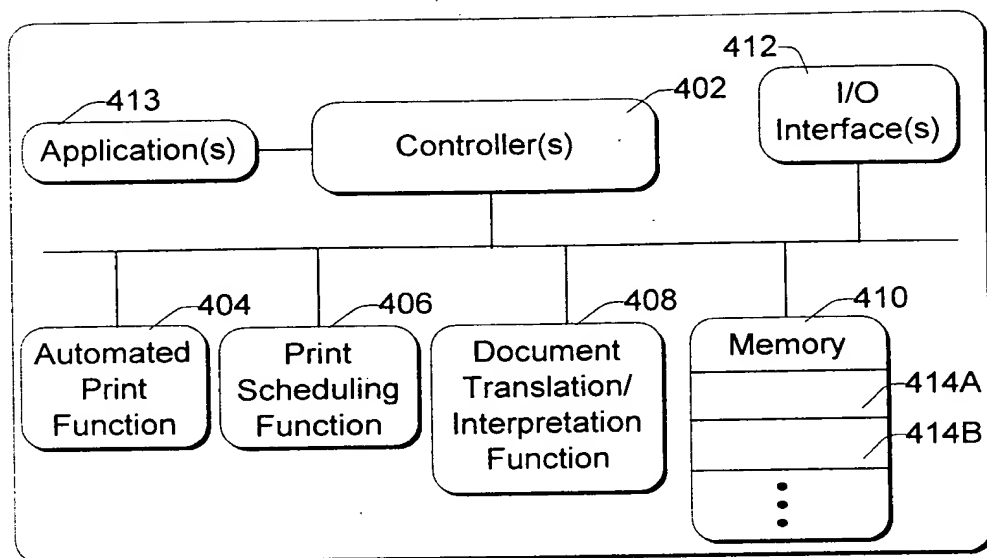 413
Application(s)
402
Controller(s)
412
I/O
Interface(s)
404
Automated
Print
Function
406
Print
Scheduling
Function
408
Document
Translation/
Interpretation
Function
410
Memory
414A
414B